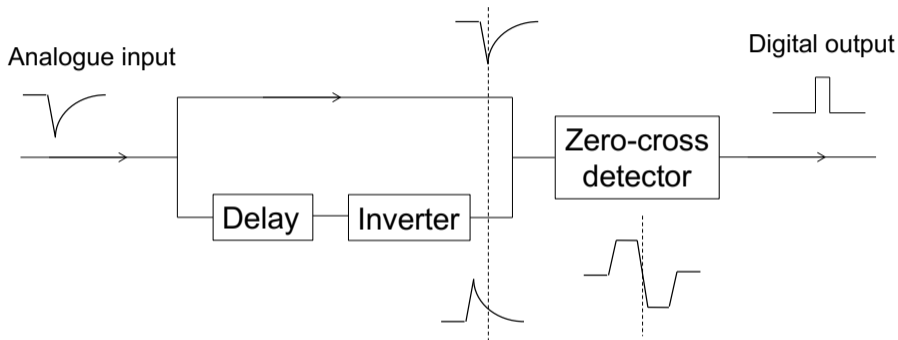 Analogue input
Digital output
Zero-cross
detector
Delay
Inverter